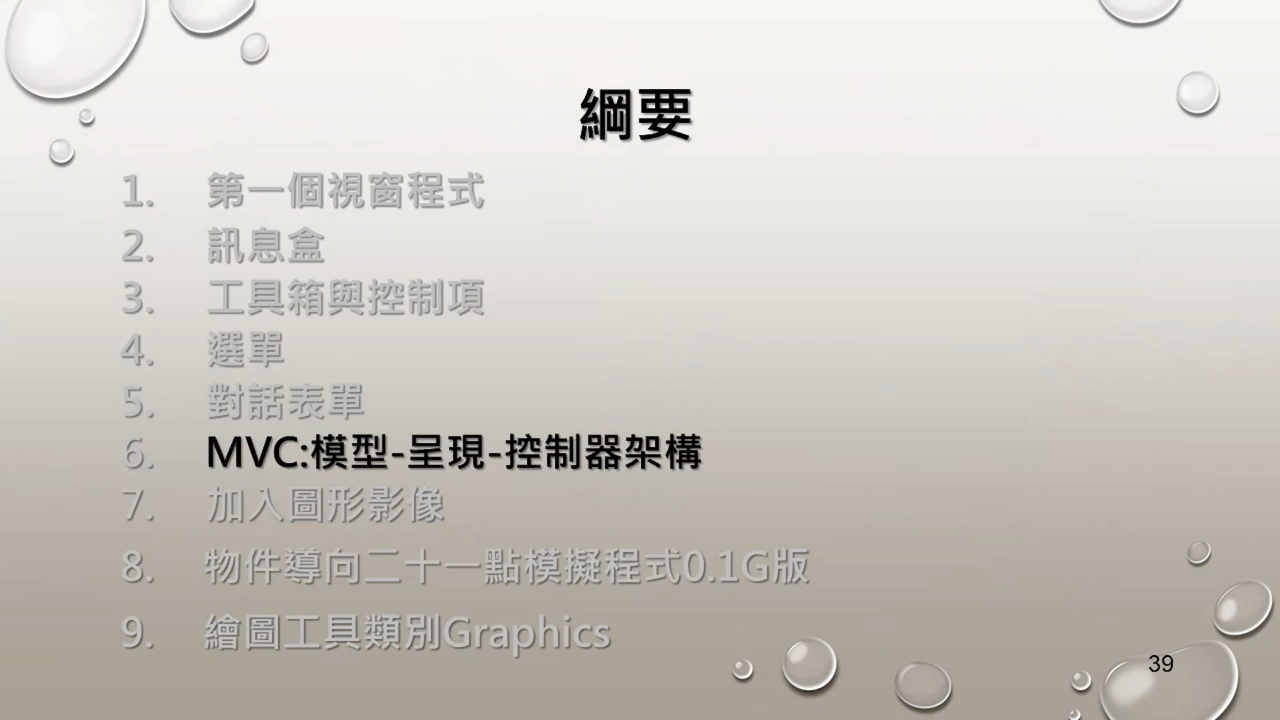 綱要
1. 第一個視窗程式
2. 訊息盒
3. 工具箱與控制項
4. 選單
5. 對話表單
6. MVC:模型-呈現-控制器架構
7. 加入圖形影像
8. 物件導向二十一點模擬程式0.1G版
9. 繪圖工具類別Graphics
39